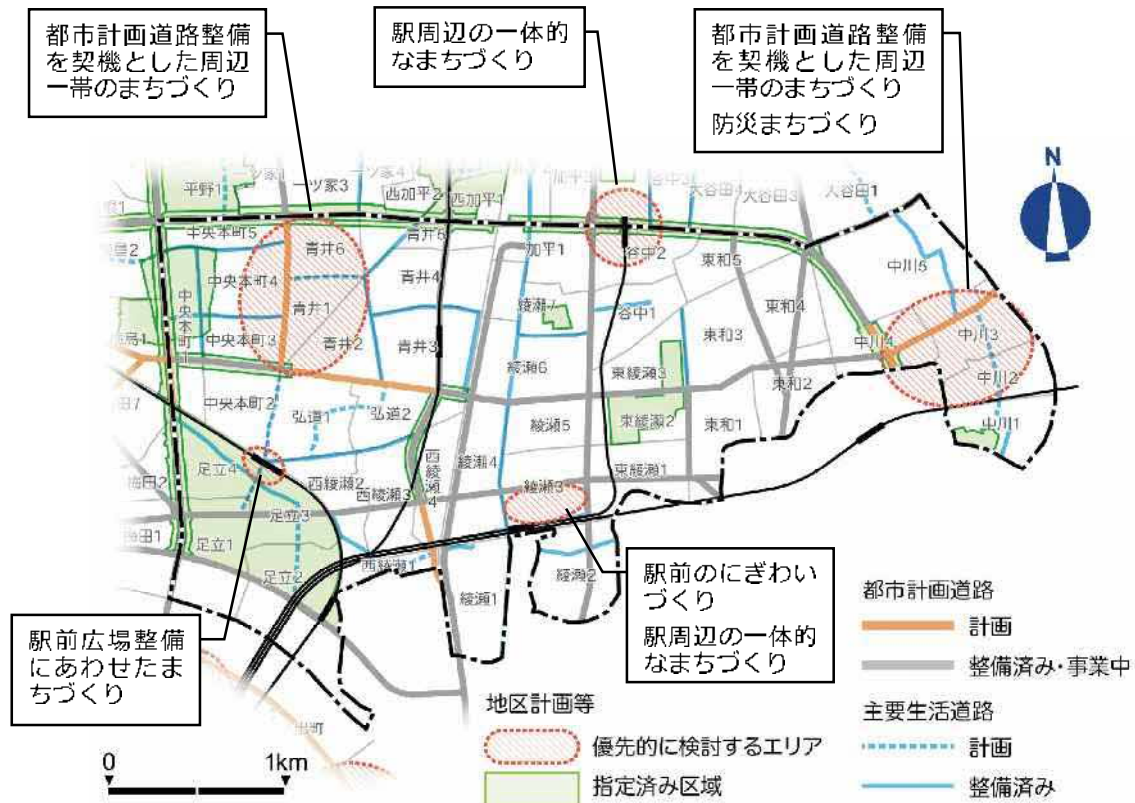 都市計画道路整備
を契機とした周辺
一帯のまちづくり
駅周辺の一体的
なまちづくり
都市計画道路整備
を契機とした周辺
一帯のまちづくり
防災まちづくり
N
平野1
一ツ家3
西加平2
西加平1
大谷田1
中央本町5
青井6
加平1
谷中2
東和5
中川5
中央本町4
青井4
中央本町1
青井1
綾瀬7
谷中1
東和4
中央本町3
青井2
青井3
東和3
中川4
中川3
綾瀬6
東綾瀬3
東和2
中川2
中央本町2
弘道1
弘道2
綾瀬5
東綾瀬2
東和1
中川1
足立4
西綾瀬2
西綾瀬3
西綾瀬4
綾瀬4
東綾瀬1
梅田2
足立3
綾瀬3
足立1
足立2
西綾瀬1
綾瀬1
綾瀬2
駅前広場整備
にあわせたま
ちづくり
駅前のにぎわい
づくり
駅周辺の一体的
なまちづくり
都市計画道路
計画
整備済み・事業中
主要生活道路
計画
整備済み
地区計画等
優先的に検討するエリア
指定済み区域
0
1km